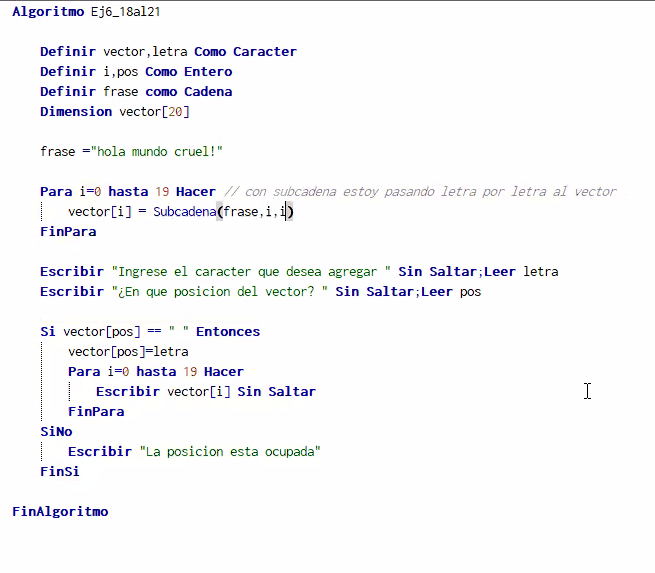 Algoritmo Ej6_18al21
Definir vector,letra Como Caracter
Definir i,pos Como Entero
Definir frase como Cadena
Dimension vector[20]
frase ="hola mundo cruel!"
Para i=0 hasta 19 Hacer // con subcadena estoy pasando letra por letra al vector
vector[i] = Subcadena(frase,i,i)
FinPara
Escribir "Ingrese el caracter que desea agregar " Sin Saltar;Leer letra
Escribir "¿En que posicion del vector? " Sin Saltar;Leer pos
Si vector[pos] == " " Entonces
vector[pos]=letra
Para i=0 hasta 19 Hacer
Escribir vector[i] Sin Saltar
FinPara
SiNo
Escribir "La posicion esta ocupada"
FinSi
FinAlgoritmo